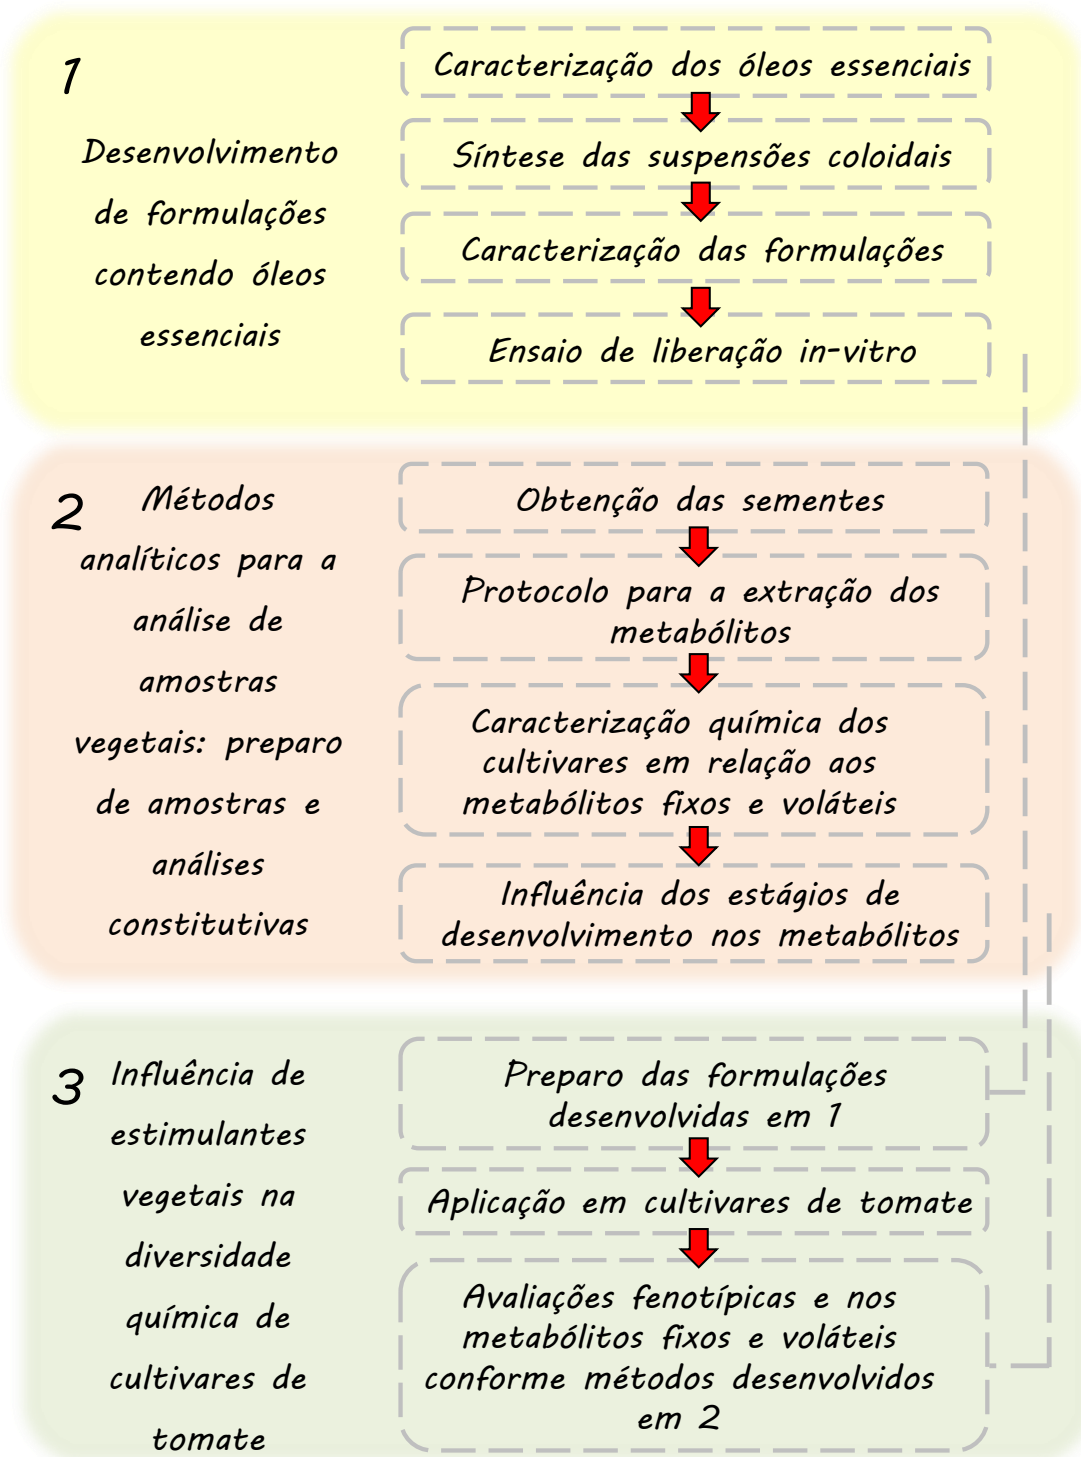 1
Desenvolvimento
de formulações
contendo óleos
essenciais
Caracterização dos óleos essenciais
Síntese das suspensões coloidais
Caracterização das formulações
Ensaio de liberação in-vitro
2
Métodos
analíticos para a
análise de
amostras
vegetais: preparo
de amostras e
análises
constitutivas
Obtenção das sementes
Protocolo para a extração dos
metabólitos
Caracterização química dos
cultivares em relação aos
metabólitos fixos e voláteis
Influência dos estágios de
desenvolvimento nos metabólitos
3
Influência de
estimulantes
vegetais na
diversidade
química de
cultivares de
tomate
Preparo das formulações
desenvolvidas em 1
Aplicação em cultivares de tomate
Avaliações fenotípicas e nos
metabólitos fixos e voláteis
conforme métodos desenvolvidos
em 2